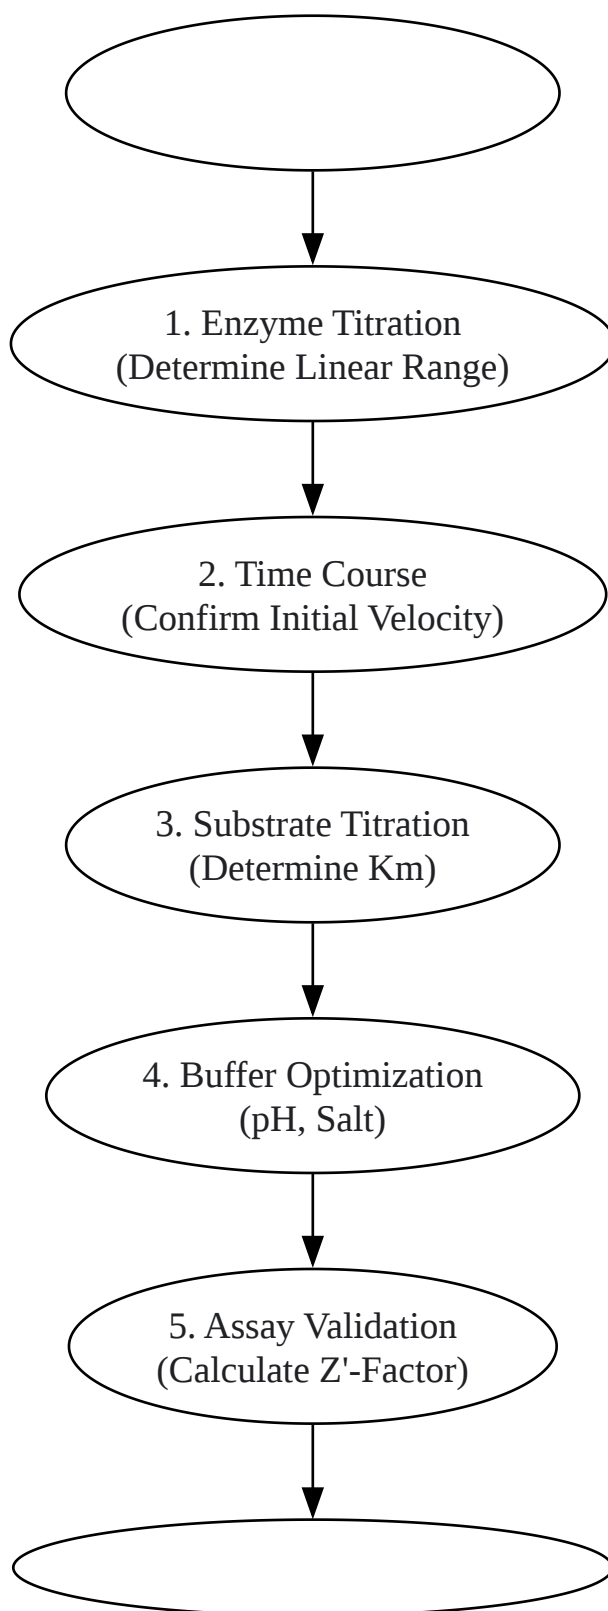 1. Enzyme Titration
(Determine Linear Range)
2. Time Course
(Confirm Initial Velocity)
3. Substrate Titration
(Determine Km)
4. Buffer Optimization
(pH, Salt)
5. Assay Validation
(Calculate Z'-Factor)